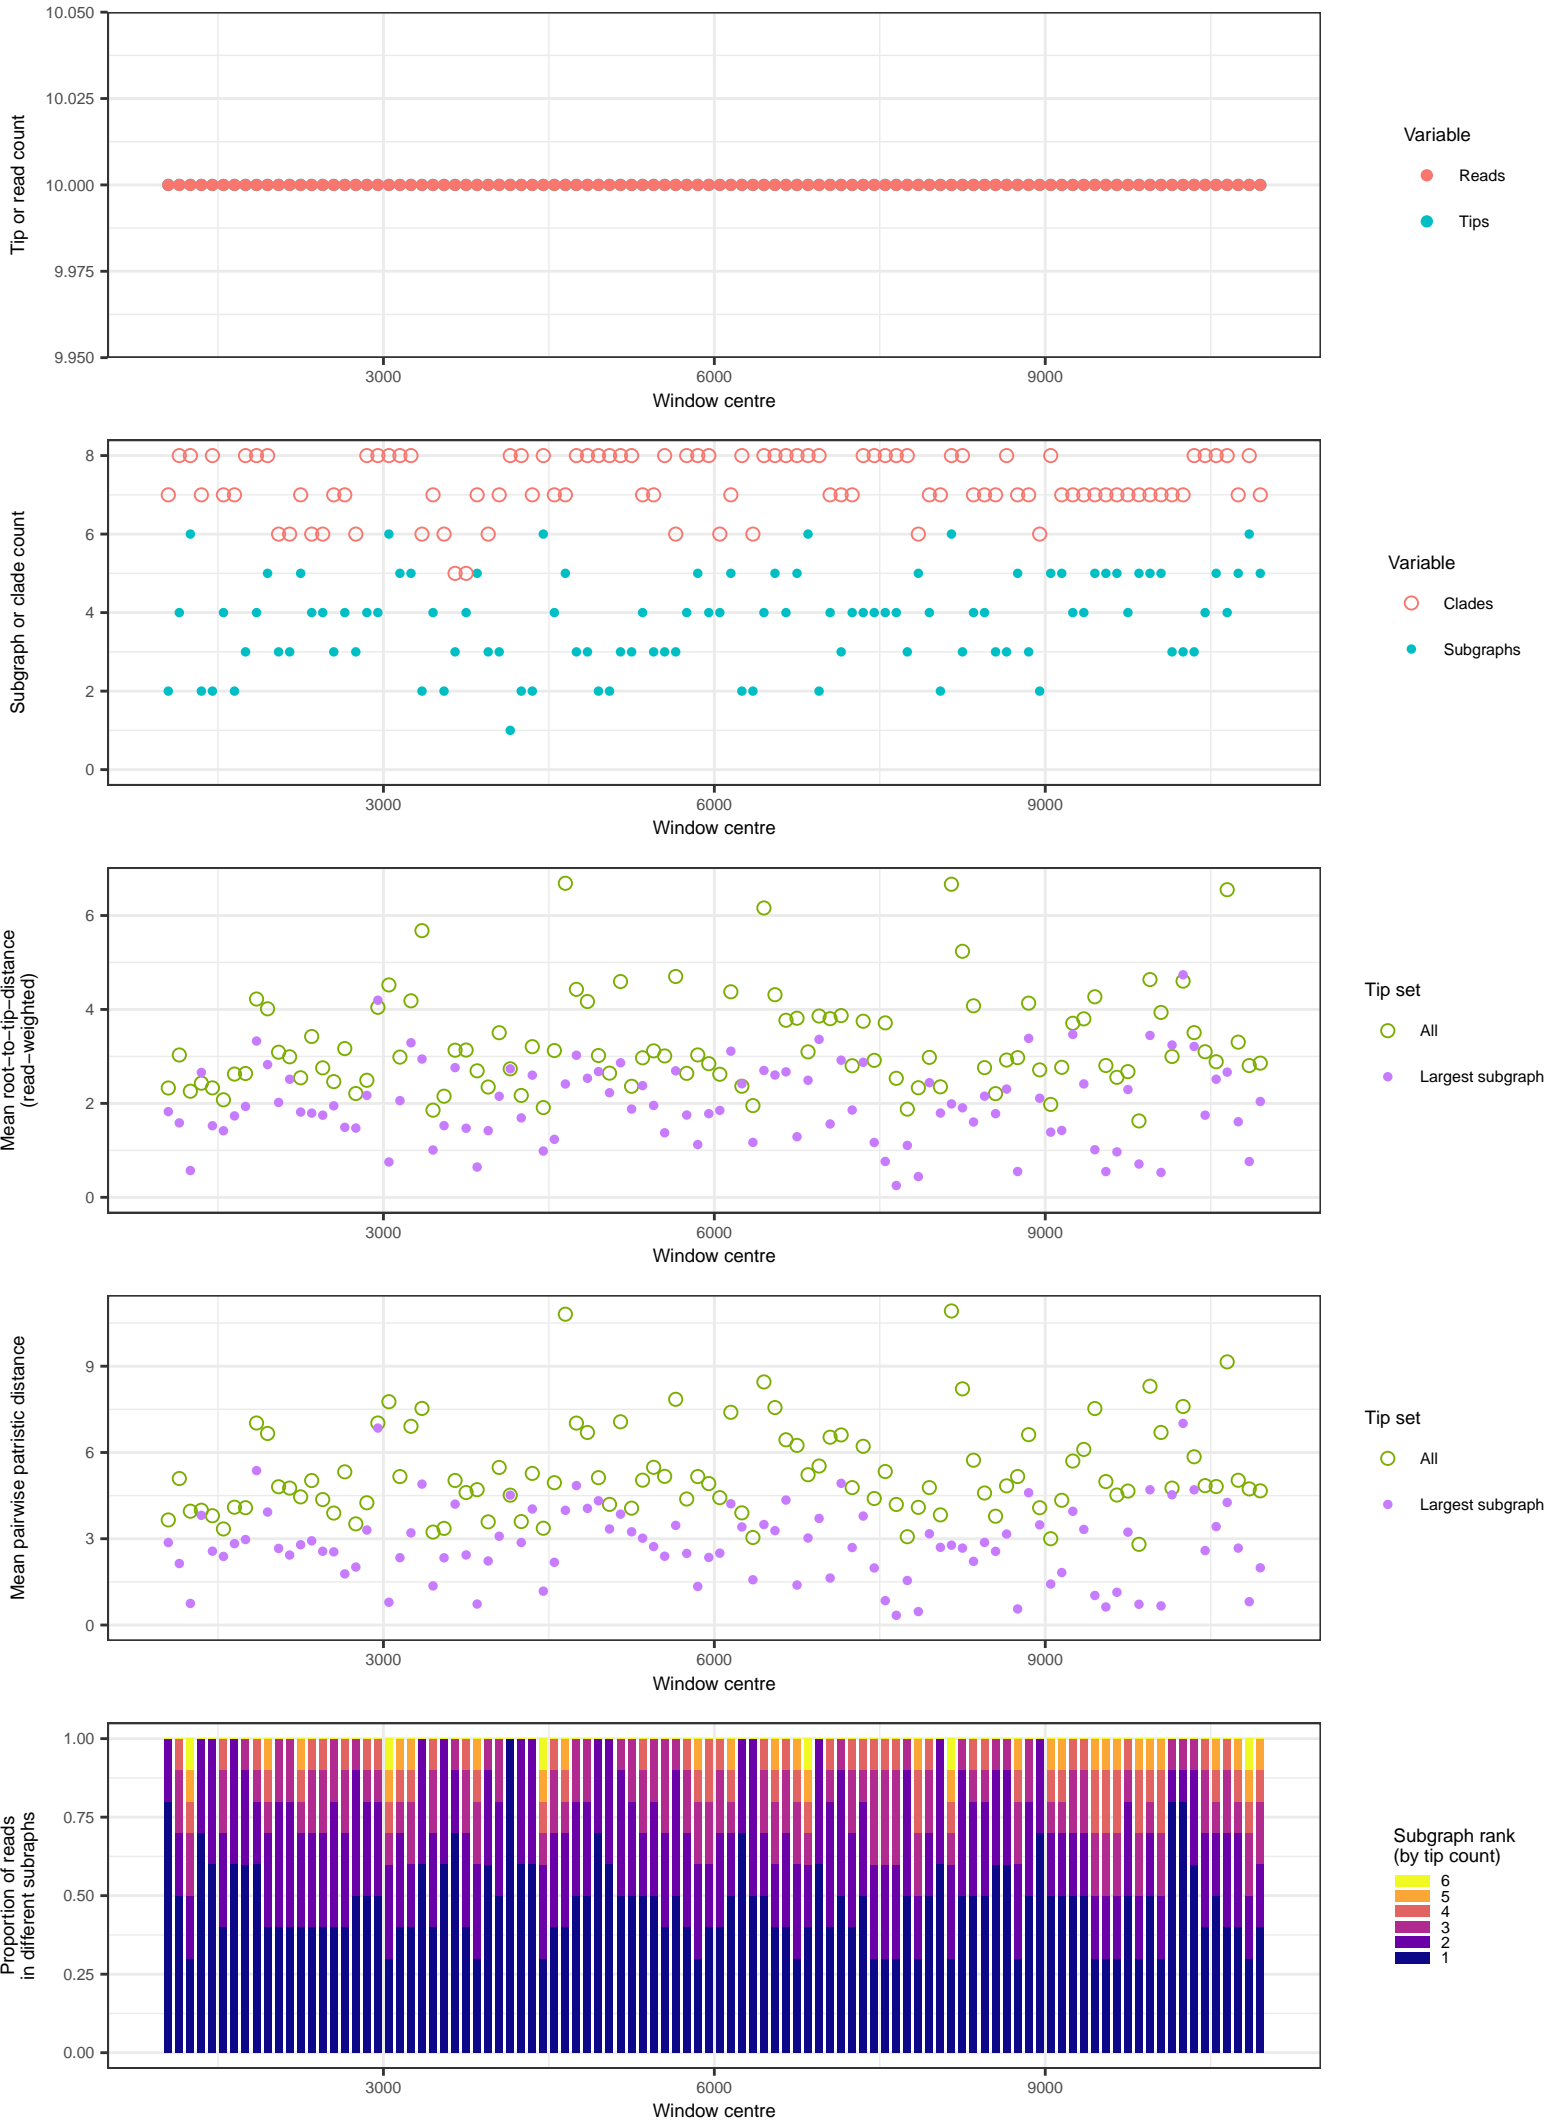 10.050
10.025
10.000
9.975
9.950
Tip or read count
3000
6000
9000
Window centre
Variable
Reads
Tips
8
6
4
2
0
Subgraph or clade count
3000
6000
9000
Window centre
Variable
Clades
Subgraphs
6
4
2
0
Mean root−to−tip−distance
(read−weighted)
3000
6000
9000
Window centre
Tip set
All
Largest subgraph
9
6
3
0
Mean pairwise patristic distance
3000
6000
9000
Window centre
Tip set
All
Largest subgraph
1.00
0.75
0.50
0.25
0.00
Proportion of reads
in different subraphs
3000
6000
9000
Window centre
Subgraph rank
(by tip count)
6
5
4
3
2
1